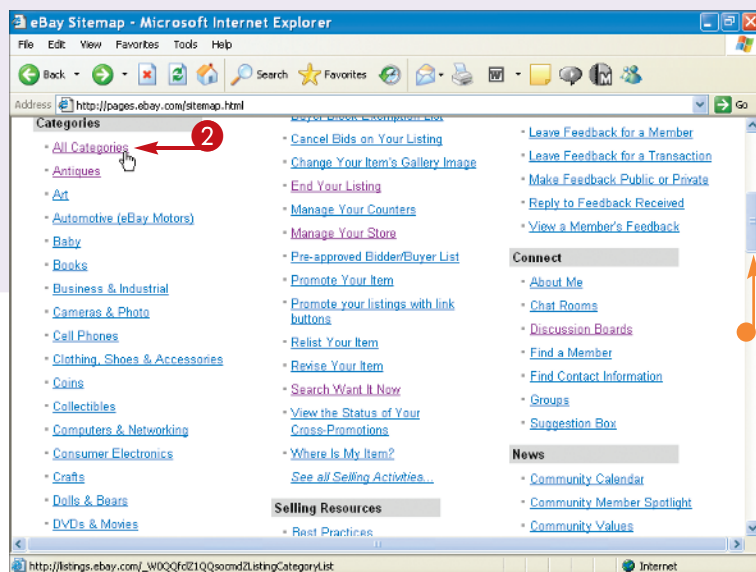 eBay Sitemap - Microsoft Internet Explorer
File Edit View Favorites Tools Help
Back Search Favorites
Address http://pages.ebay.com/sitemap.html Go
Categories
All Categories
2
Antiques
Art
Automotive (eBay Motors)
Baby
Books
Business & Industrial
Cameras & Photo
Cell Phones
Clothing, Shoes & Accessories
Coins
Collectibles
Computers & Networking
Consumer Electronics
Crafts
Dolls & Bears
DVDs & Movies
Buyer Block Exemption List
Cancel Bids on Your Listing
Change Your Item's Gallery Image
End Your Listing
Manage Your Counters
Manage Your Store
Pre-approved Bidder/Buyer List
Promote Your Item
Promote your listings with link
buttons
Relist Your Item
Revise Your Item
Search Want It Now
View the Status of Your
Cross-Promotions
Where Is My Item?
See all Selling Activities...
Selling Resources
Best Practices
Leave Feedback for a Member
Leave Feedback for a Transaction
Make Feedback Public or Private
Reply to Feedback Received
View a Member's Feedback
Connect
About Me
Chat Rooms
Discussion Boards
Find a Member
Find Contact Information
Groups
Suggestion Box
News
Community Calendar
Community Member Spotlight
Community Values
Internet